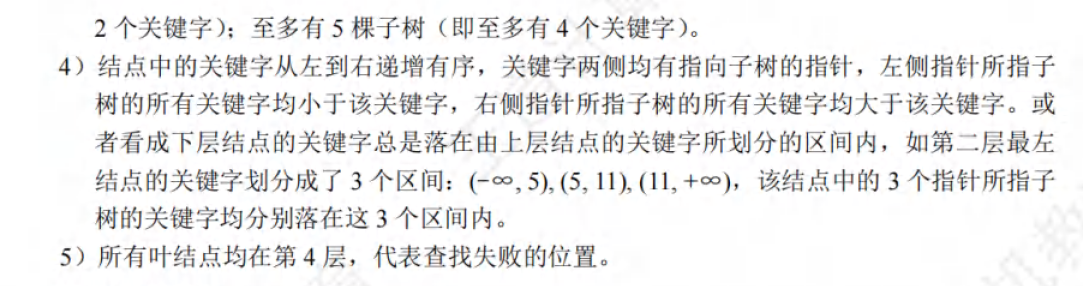 2 个关键字）；至多有 5 棵子树（即至多有 4 个关键字）。
4）结点中的关键字从左到右递增有序，关键字两侧均有指向子树的指针，左侧指针所指子
树的所有关键字均小于该关键字，右侧指针所指子树的所有关键字均大于该关键字。或
者看成下层结点的关键字总是落在由上层结点的关键字所划分的区间内，如第二层最左
结点的关键字划分成了 3 个区间：(−∞, 5), (5, 11), (11, +∞)，该结点中的 3 个指针所指子
树的关键字均分别落在这 3 个区间内。
5）所有叶结点均在第 4 层，代表查找失败的位置。